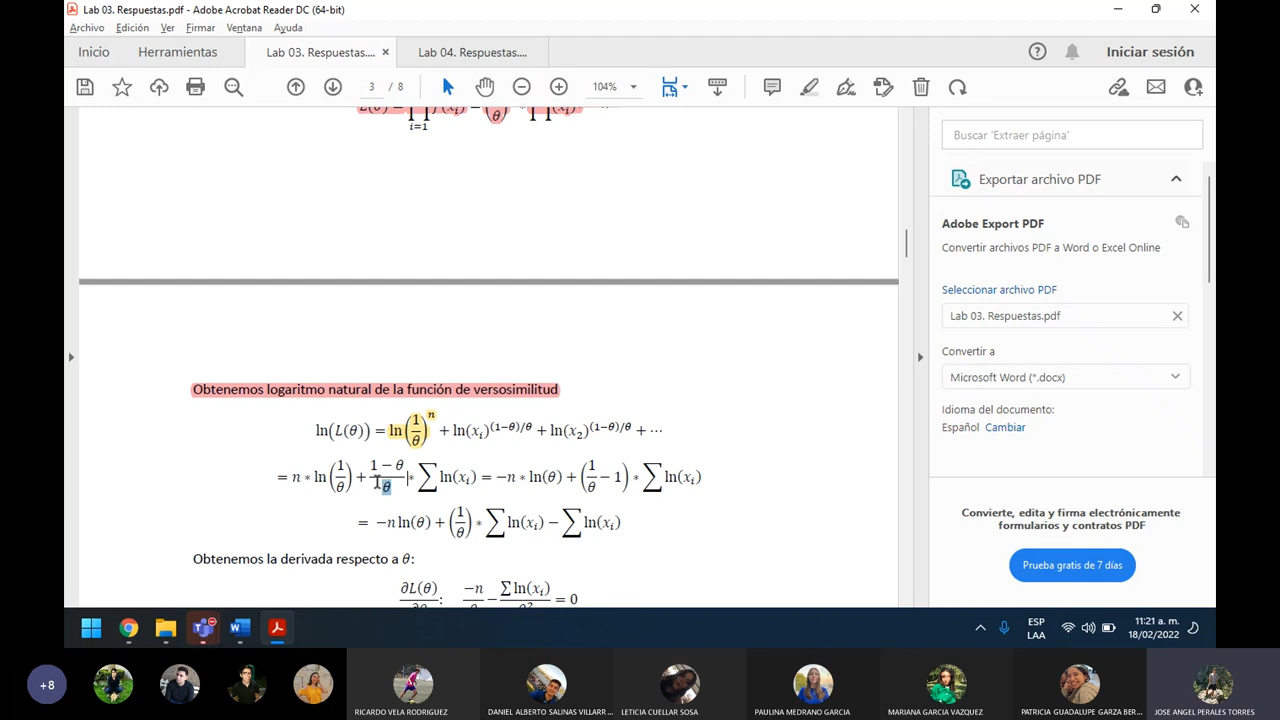 Lab 03. Respuestas.pdf - Adobe Acrobat Reader DC (64-bit)
Archivo Edición Ver Firmar Ventana Ayuda
Inicio Herramientas Lab 03. Respuestas.... × Lab 04. Respuestas.... Iniciar sesión
3 / 8 104%
i=1
Buscar 'Extraer página'
Exportar archivo PDF
Adobe Export PDF
Convertir archivos PDF a Word o Excel Online
Seleccionar archivo PDF
Lab 03. Respuestas.pdf
Convertir a
Microsoft Word (*.docx)
Idioma del documento:
Español Cambiar
Convierte, edita y firma electrónicamente
formularios y contratos PDF
Prueba gratis de 7 días
Obtenemos logaritmo natural de la función de versosimilitud
ln(L(θ)) = ln(1/θ)^n + ln(x_i)^(1−θ)/θ + ln(x_2)^(1−θ)/θ + ⋯
= n * ln(1/θ) + (1−θ)/θ * ∑ ln(x_i) = −n * ln(θ) + (1/θ − 1) * ∑ ln(x_i)
= −n ln(θ) + (1/θ) * ∑ ln(x_i) − ∑ ln(x_i)
Obtenemos la derivada respecto a θ:
∂L(θ)/∂θ: −n/θ − ∑ ln(x_i)/θ² = 0
ESP
LAA
11:21 a. m.
18/02/2022
+8
RICARDO VELA RODRIGUEZ
DANIEL ALBERTO SALINAS VILLARR ...
LETICIA CUELLAR SOSA
PAULINA MEDRANO GARCIA
MARIANA GARCIA VAZQUEZ
PATRICIA GUADALUPE GARZA BER...
JOSE ANGEL PERALES TORRES